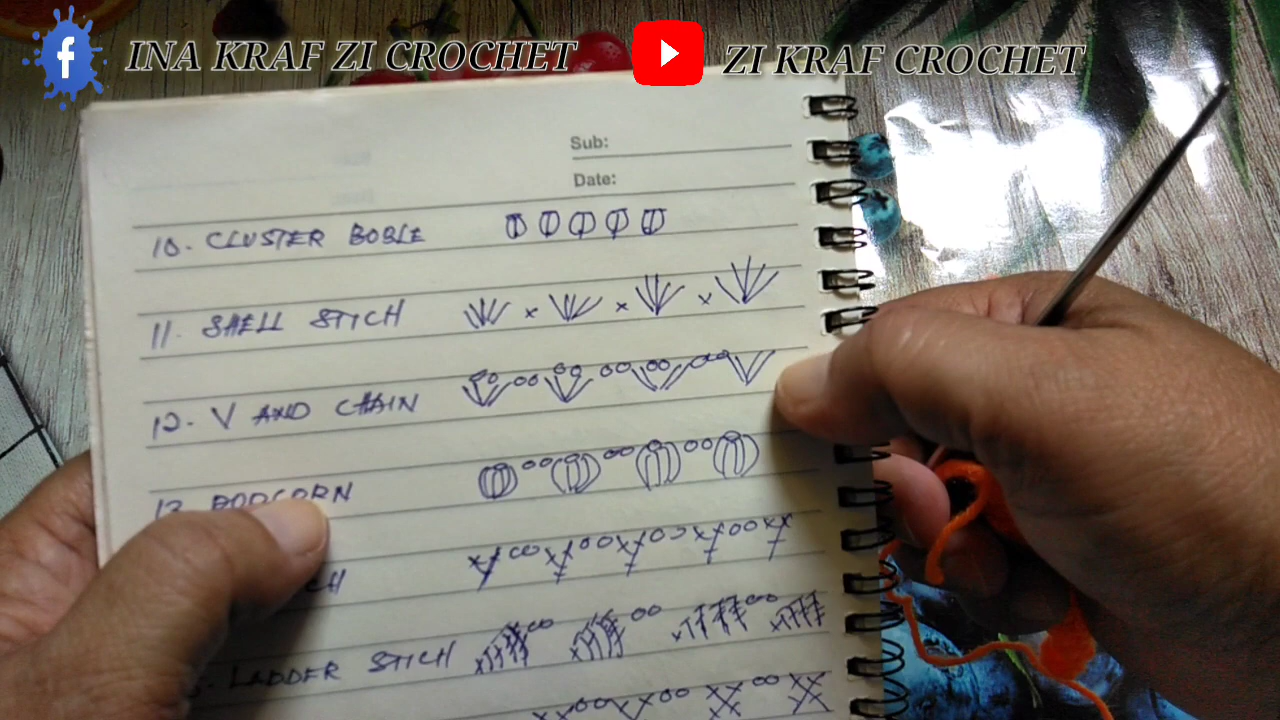 INA KRAF ZI CROCHET ZI KRAF CROCHET
Sub:
Date:
10. CLUSTER BOBLE
11. SHELL STICH
12. V AND CHAIN
13. POPCORN
LADDER STICH